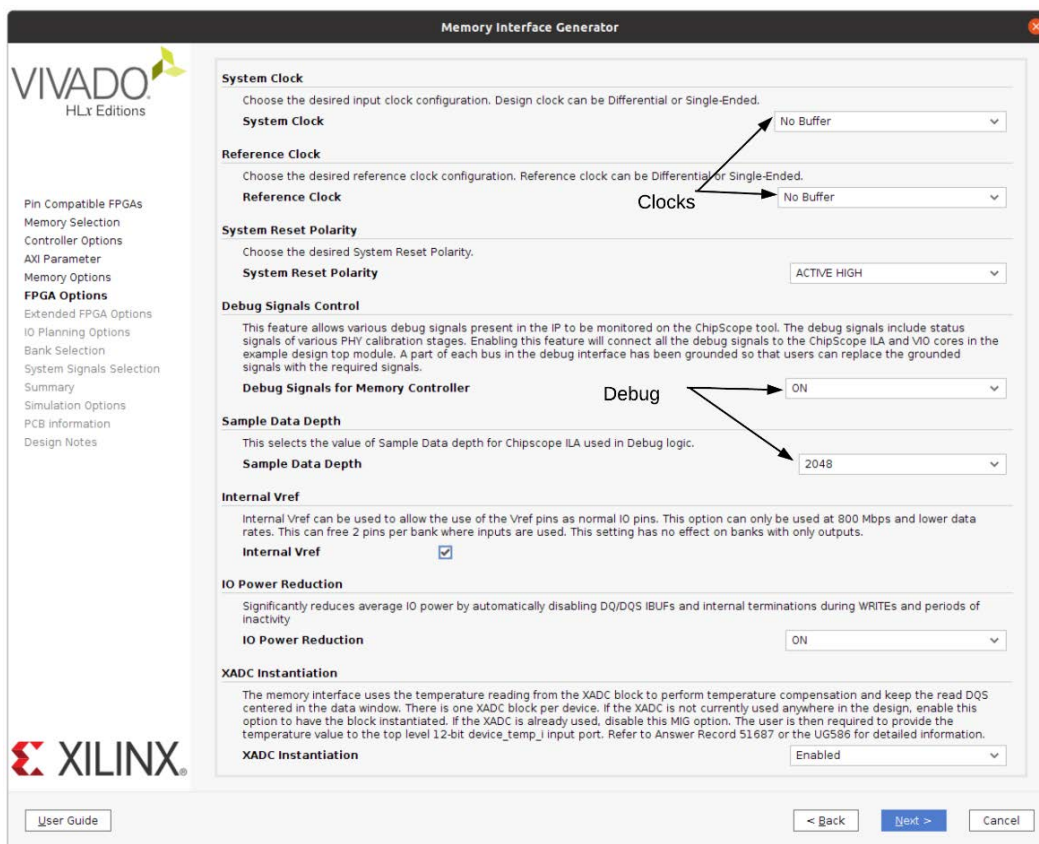 Memory Interface Generator
VIVADO.
HLx Editions
Pin Compatible FPGAs
Memory Selection
Controller Options
AXI Parameter
Memory Options
FPGA Options
Extended FPGA Options
IO Planning Options
Bank Selection
System Signals Selection
Summary
Simulation Options
PCB information
Design Notes
XILINX®
System Clock
Choose the desired input clock configuration. Design clock can be Differential or Single-Ended.
System Clock No Buffer
Reference Clock
Choose the desired reference clock configuration. Reference clock can be Differential or Single-Ended.
Reference Clock No Buffer
Clocks
System Reset Polarity
Choose the desired System Reset Polarity.
System Reset Polarity ACTIVE HIGH
Debug Signals Control
This feature allows various debug signals present in the IP to be monitored on the ChipScope tool. The debug signals include status
signals of various PHY calibration stages. Enabling this feature will connect all the debug signals to the ChipScope ILA and VIO cores in the
example design top module. A part of each bus in the debug interface has been grounded so that users can replace the grounded
signals with the required signals.
Debug Signals for Memory Controller ON
Debug
Sample Data Depth
This selects the value of Sample Data depth for Chipscope ILA used in Debug logic.
Sample Data Depth 2048
Internal Vref
Internal Vref can be used to allow the use of the Vref pins as normal IO pins. This option can only be used at 800 Mbps and lower data
rates. This can free 2 pins per bank where inputs are used. This setting has no effect on banks with only outputs.
Internal Vref
IO Power Reduction
Significantly reduces average IO power by automatically disabling DQ/DQS IBUFs and internal terminations during WRITEs and periods of
inactivity
IO Power Reduction ON
XADC Instantiation
The memory interface uses the temperature reading from the XADC block to perform temperature compensation and keep the read DQS
centered in the data window. There is one XADC block per device. If the XADC is not currently used anywhere in the design, enable this
option to have the block instantiated. If the XADC is already used, disable this MIG option. The user is then required to provide the
temperature value to the top level 12-bit device_temp_i input port. Refer to Answer Record 51687 or the UG586 for detailed information.
XADC Instantiation Enabled
User Guide
< Back
Next >
Cancel